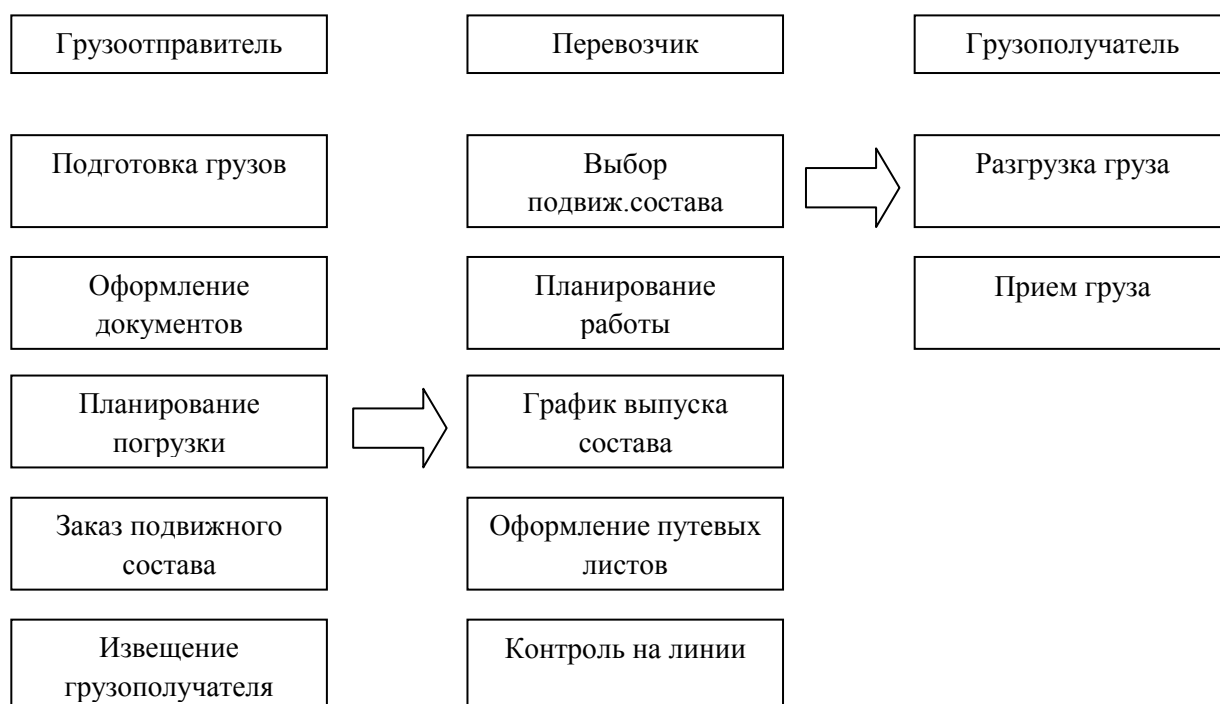 Грузоотправитель
Перевозчик
Грузополучатель
Подготовка грузов
Выбор
подвиж.состава
Разгрузка груза
Оформление
документов
Планирование
работы
Прием груза
Планирование
погрузки
График выпуска
состава
Заказ подвижного
состава
Оформление путевых
листов
Извещение
грузополучателя
Контроль на линии